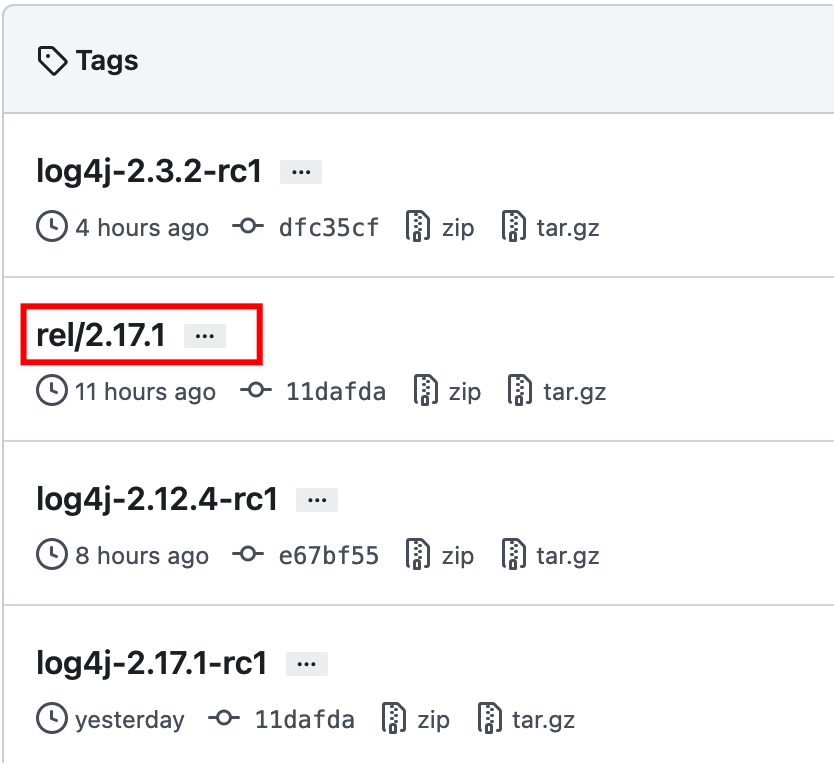 Tags
log4j-2.3.2-rc1 ...
4 hours ago dfc35cf zip tar.gz
rel/2.17.1 ...
11 hours ago 11dafda zip tar.gz
log4j-2.12.4-rc1 ...
8 hours ago e67bf55 zip tar.gz
log4j-2.17.1-rc1 ...
yesterday 11dafda zip tar.gz